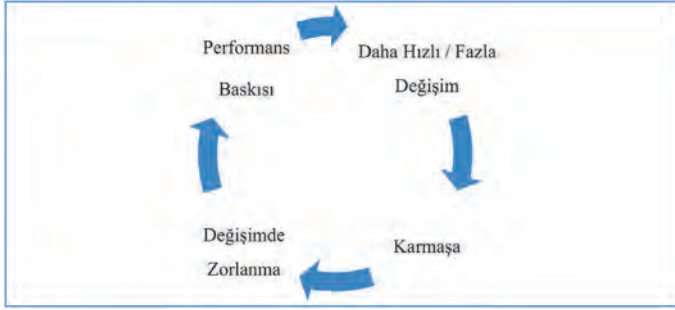 Performans
Baskısı
Daha Hızlı / Fazla
Değişim
Karmaşa
Değişimde
Zorlanma